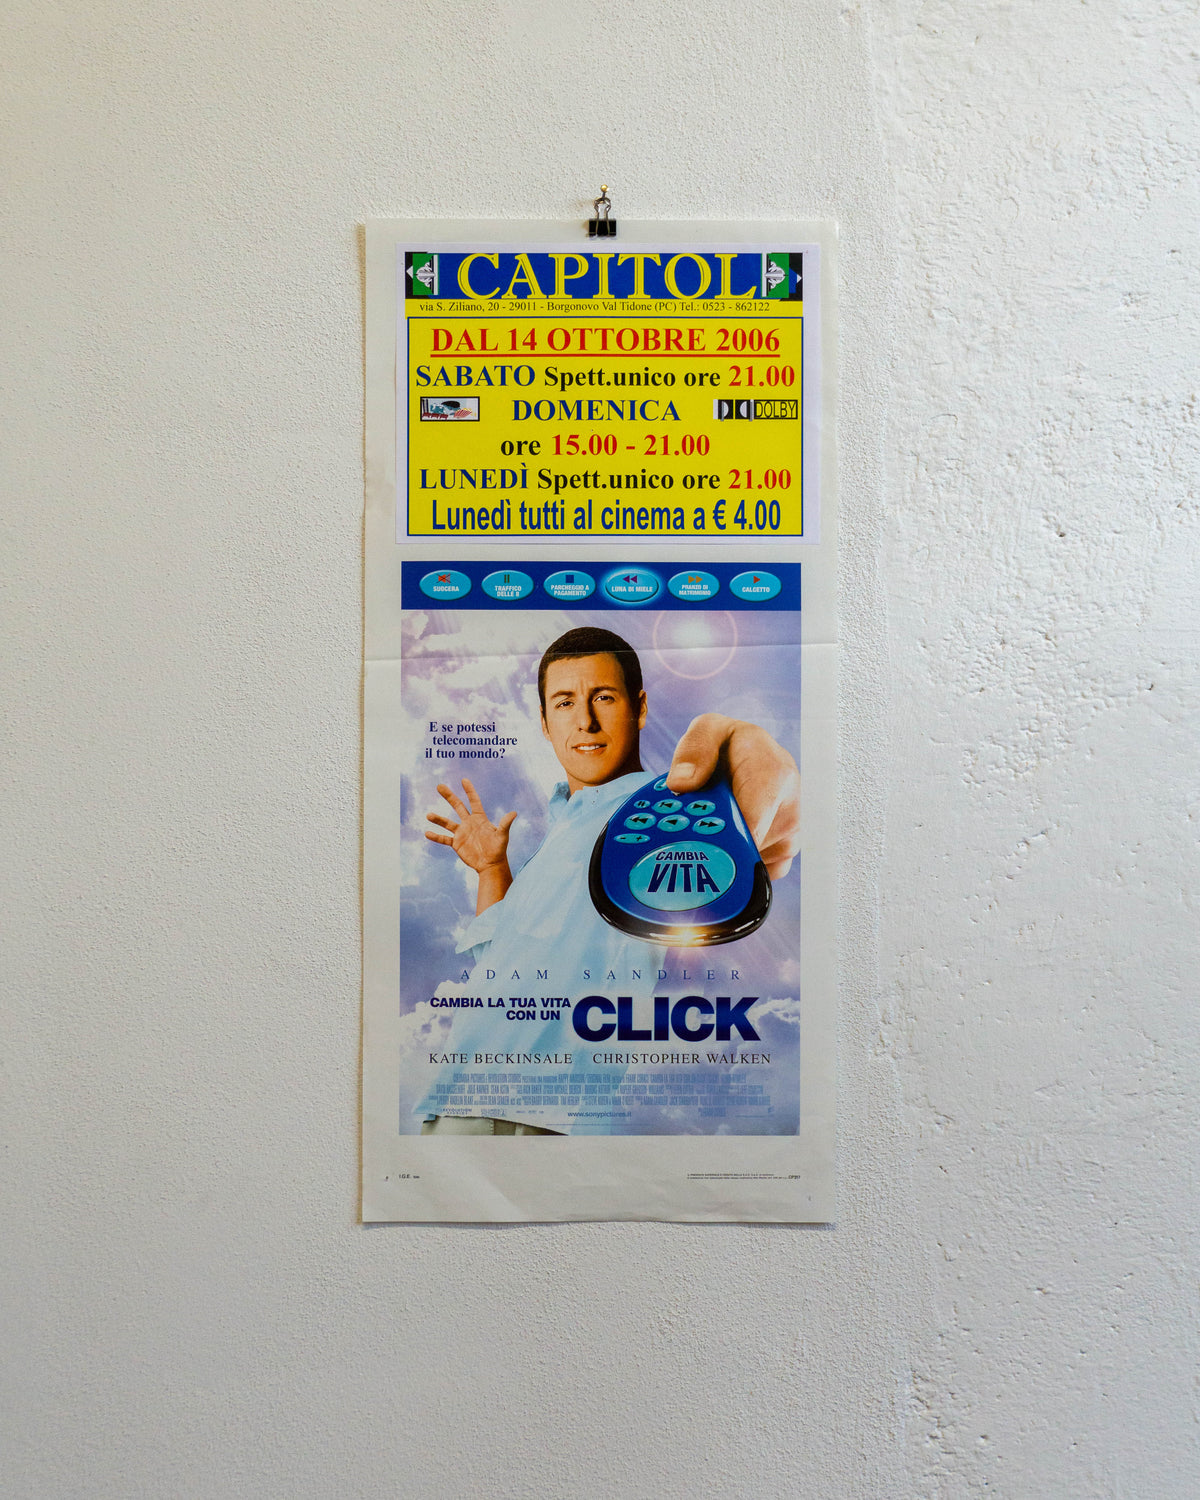 CAPITOL
via S. Ziliano, 20 - 29011 - Borgonovo Val Tidone (PC) Tel.: 0523 - 862122
DAL 14 OTTOBRE 2006
SABATO Spett.unico ore 21.00
DOMENICA
DOLBY
ore 15.00 - 21.00
LUNEDÌ Spett.unico ore 21.00
Lunedì tutti al cinema a € 4.00
SUOCERA
TRAFFICO
DELLE 8
PARCHEGGIO A
PAGAMENTO
LUNA DI MIELE
PRANZO DI
MATRIMONIO
CALCETTO
E se potessi
telecomandare
il tuo mondo?
CAMBIA
VITA
ADAM SANDLER
CAMBIA LA TUA VITA
CON UN
CLICK
KATE BECKINSALE CHRISTOPHER WALKEN
www.sonypictures.it
I.G.E.